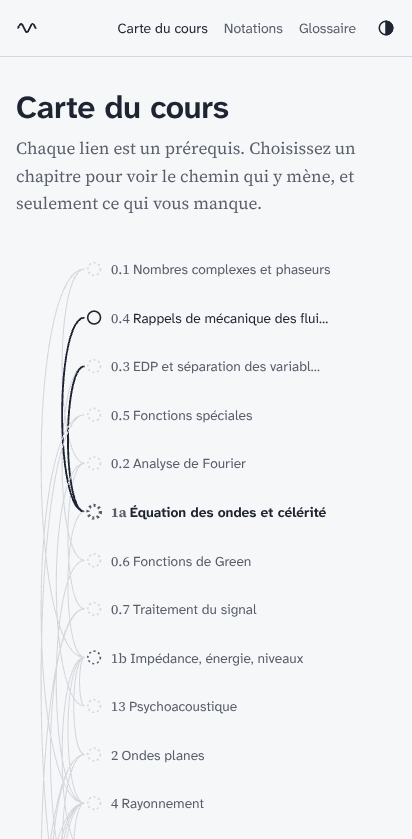 Carte du cours Notations Glossaire
Carte du cours
Chaque lien est un prérequis. Choisissez un
chapitre pour voir le chemin qui y mène, et
seulement ce qui vous manque.
0.1 Nombres complexes et phaseurs
0.4 Rappels de mécanique des flui...
0.3 EDP et séparation des variabl...
0.5 Fonctions spéciales
0.2 Analyse de Fourier
1a Équation des ondes et célérité
0.6 Fonctions de Green
0.7 Traitement du signal
1b Impédance, énergie, niveaux
13 Psychoacoustique
2 Ondes planes
4 Rayonnement